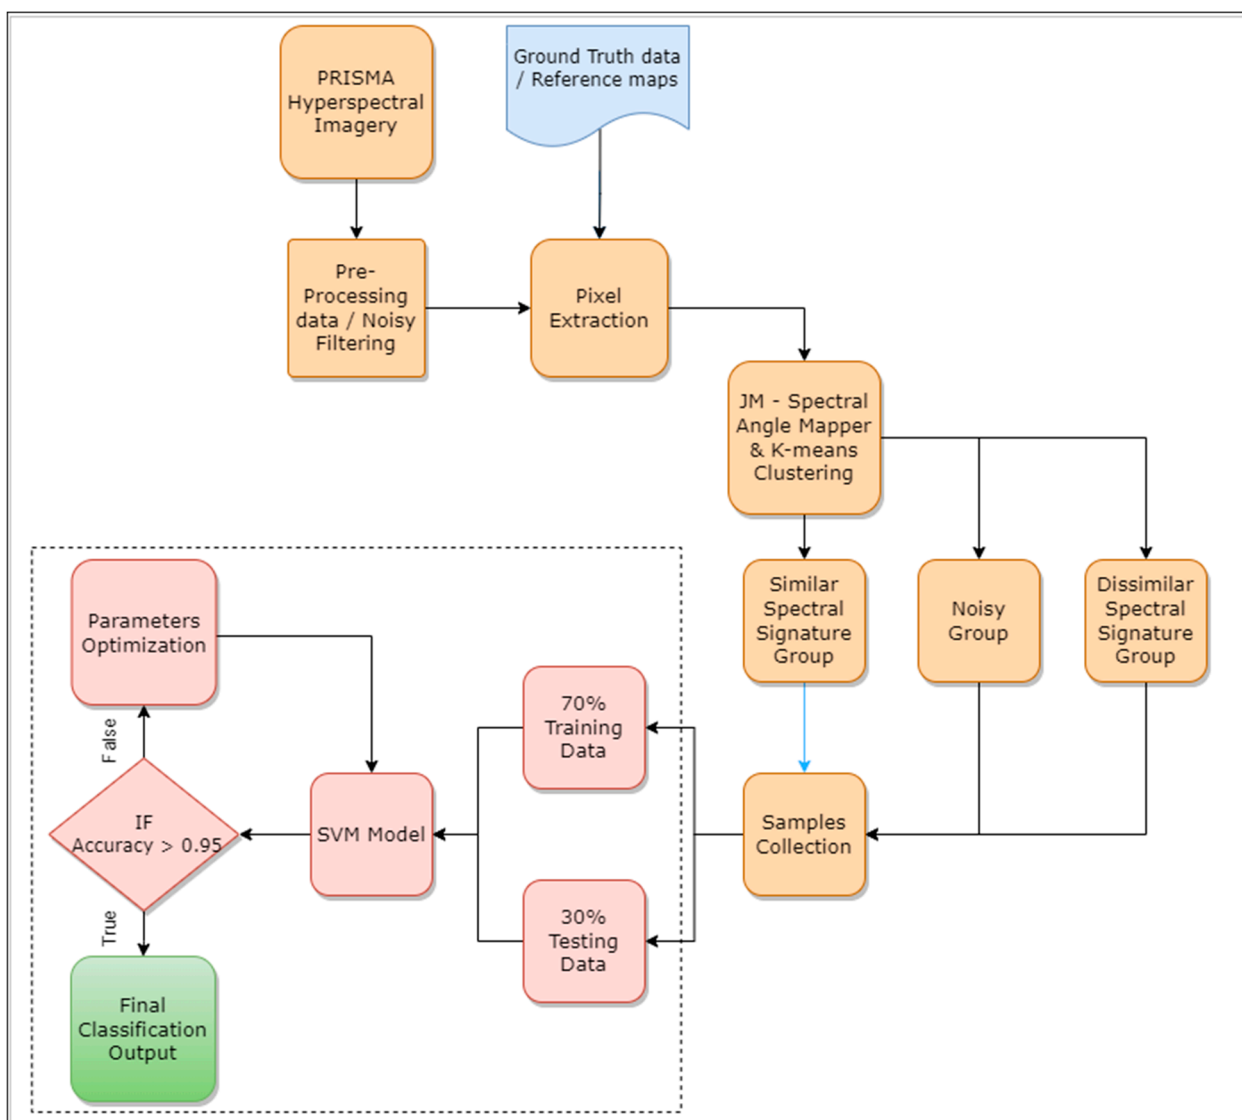 PRISMA
Hyperspectral
Imagery
Ground Truth data
/ Reference maps
Pre-
Processing
data / Noisy
Filtering
Pixel
Extraction
JM - Spectral
Angle Mapper
& K-means
Clustering
Similar
Spectral
Signature
Group
Noisy
Group
Dissimilar
Spectral
Signature
Group
Parameters
Optimization
70%
Training
Data
False
IF
Accuracy > 0.95
SVM Model
Samples
Collection
True
30%
Testing
Data
Final
Classification
Output